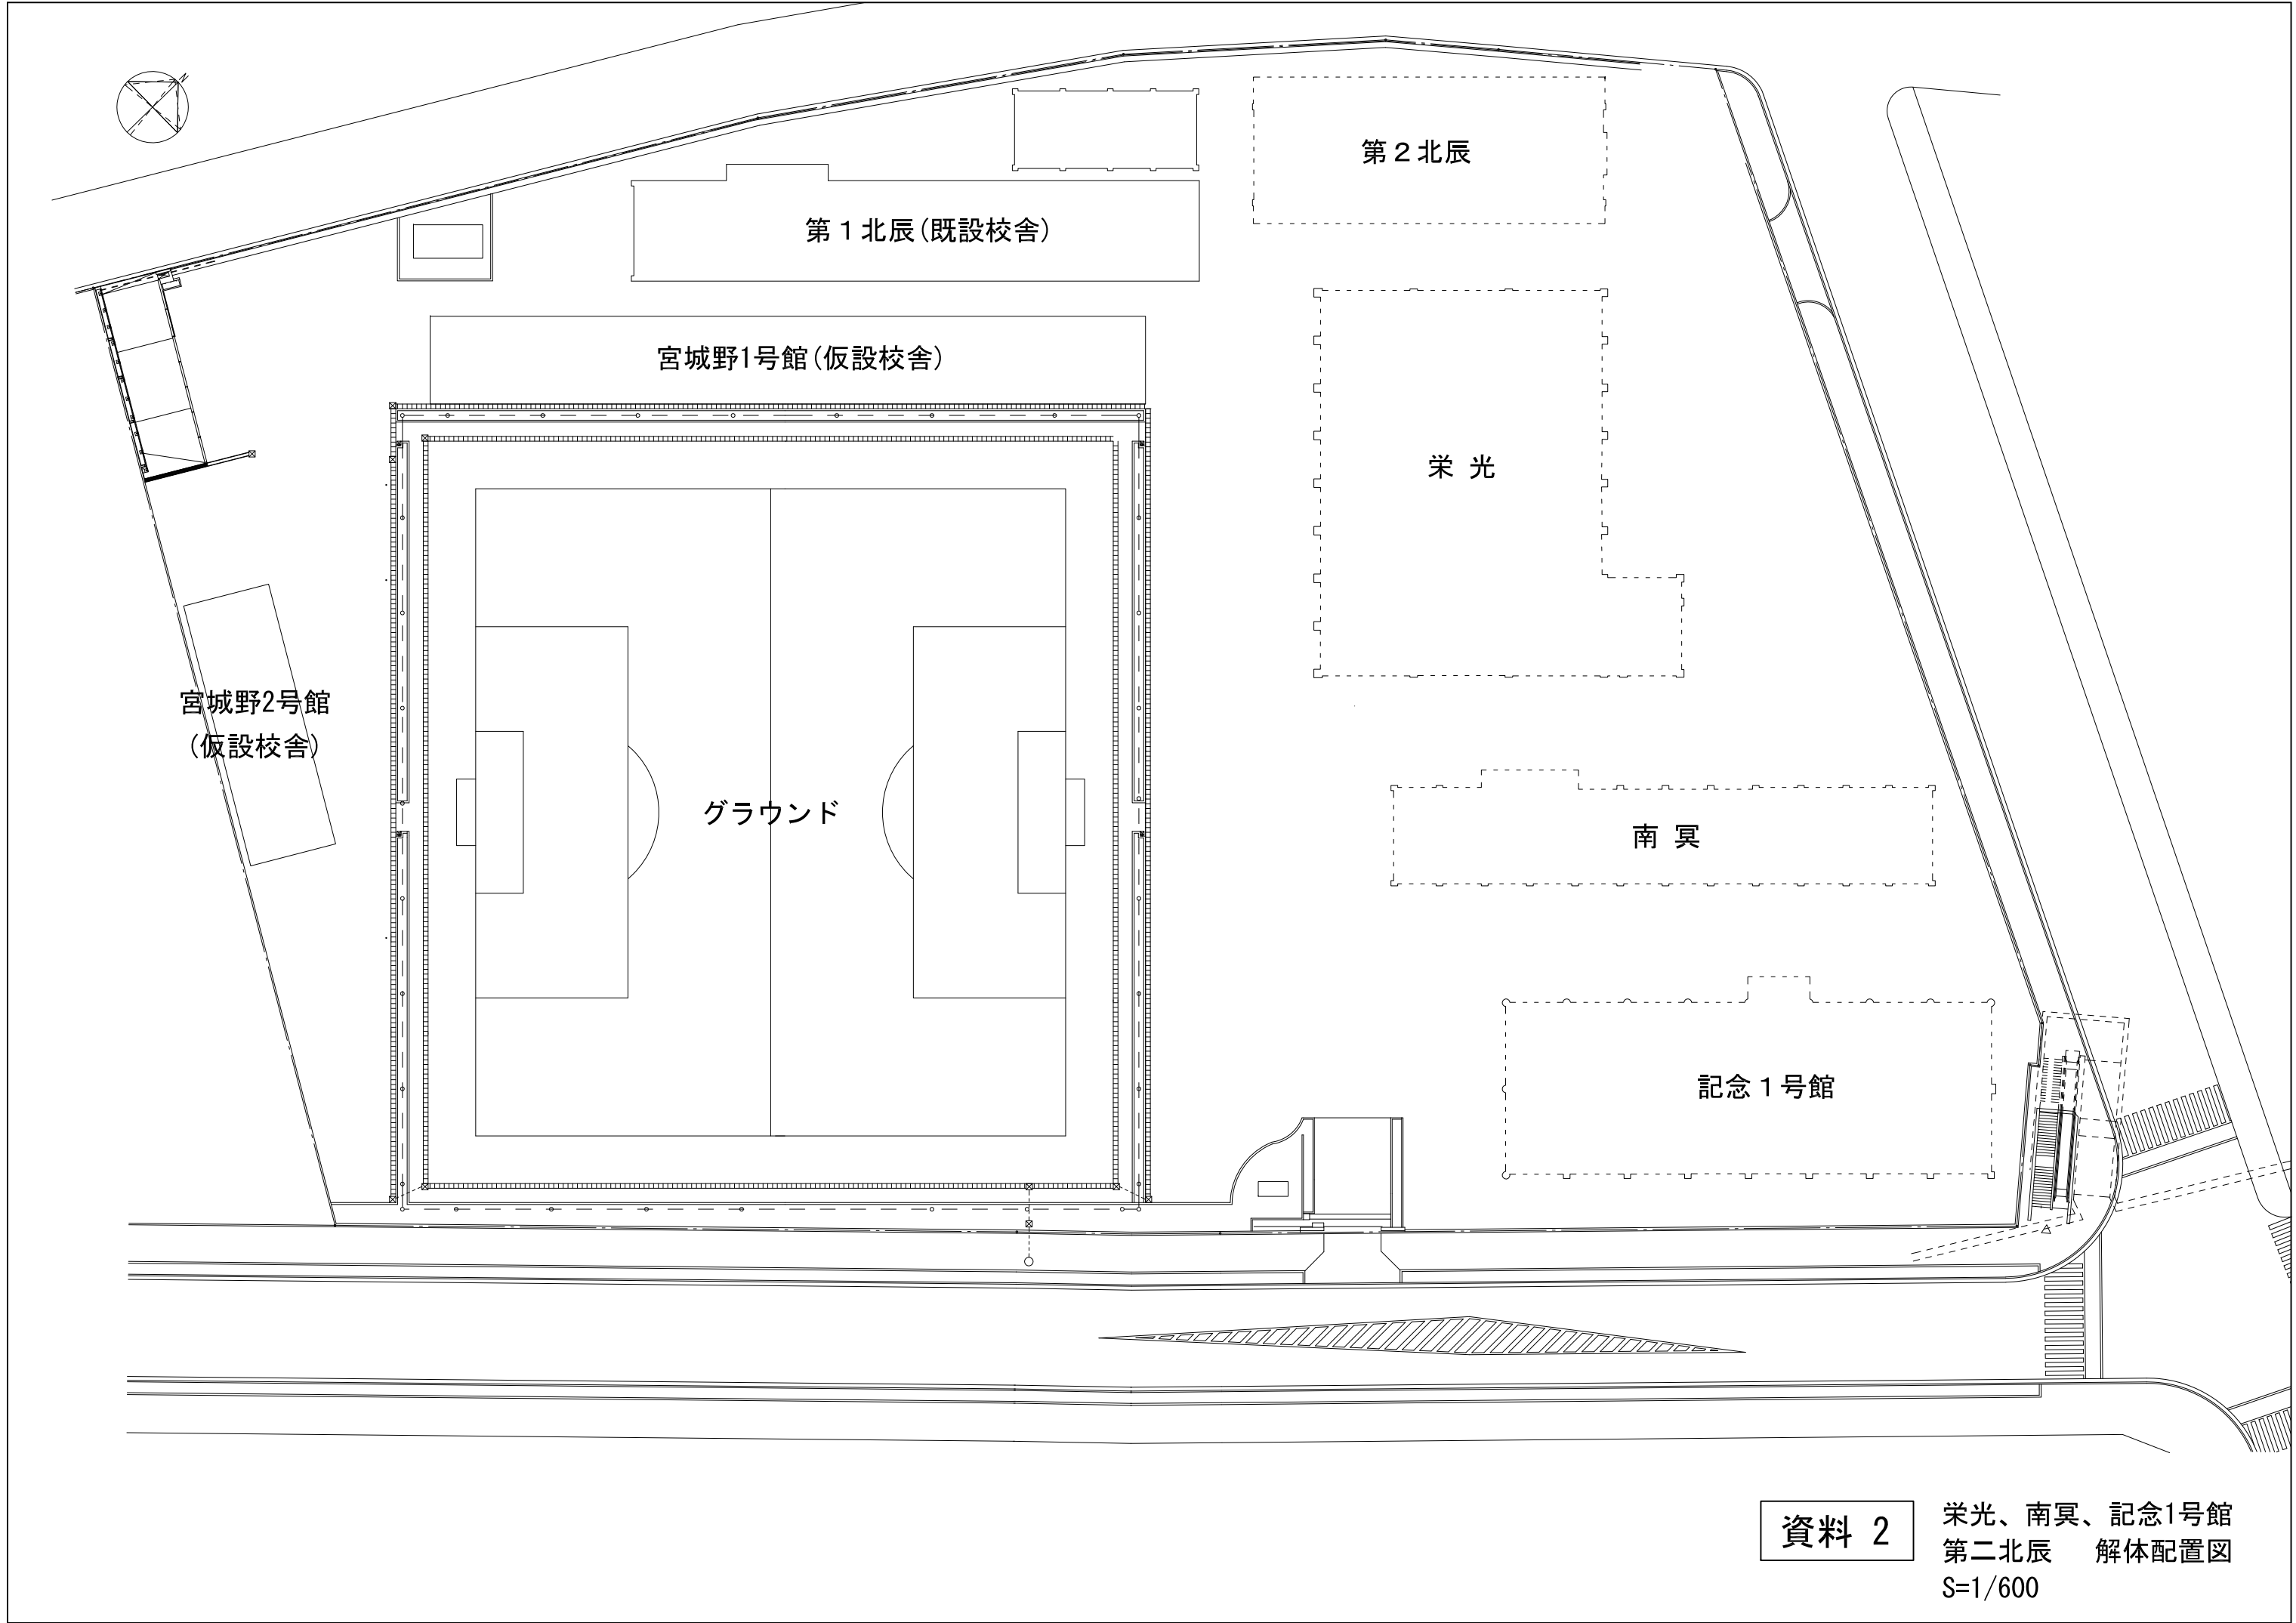 N
第２北辰
第１北辰(既設校舎)
宮城野1号館(仮設校舎)
栄 光
宮城野2号館
(仮設校舎)
グラウンド
南 冥
記念１号館
資料 2
栄光、南冥、記念1号館
第二北辰　解体配置図
S=1/600